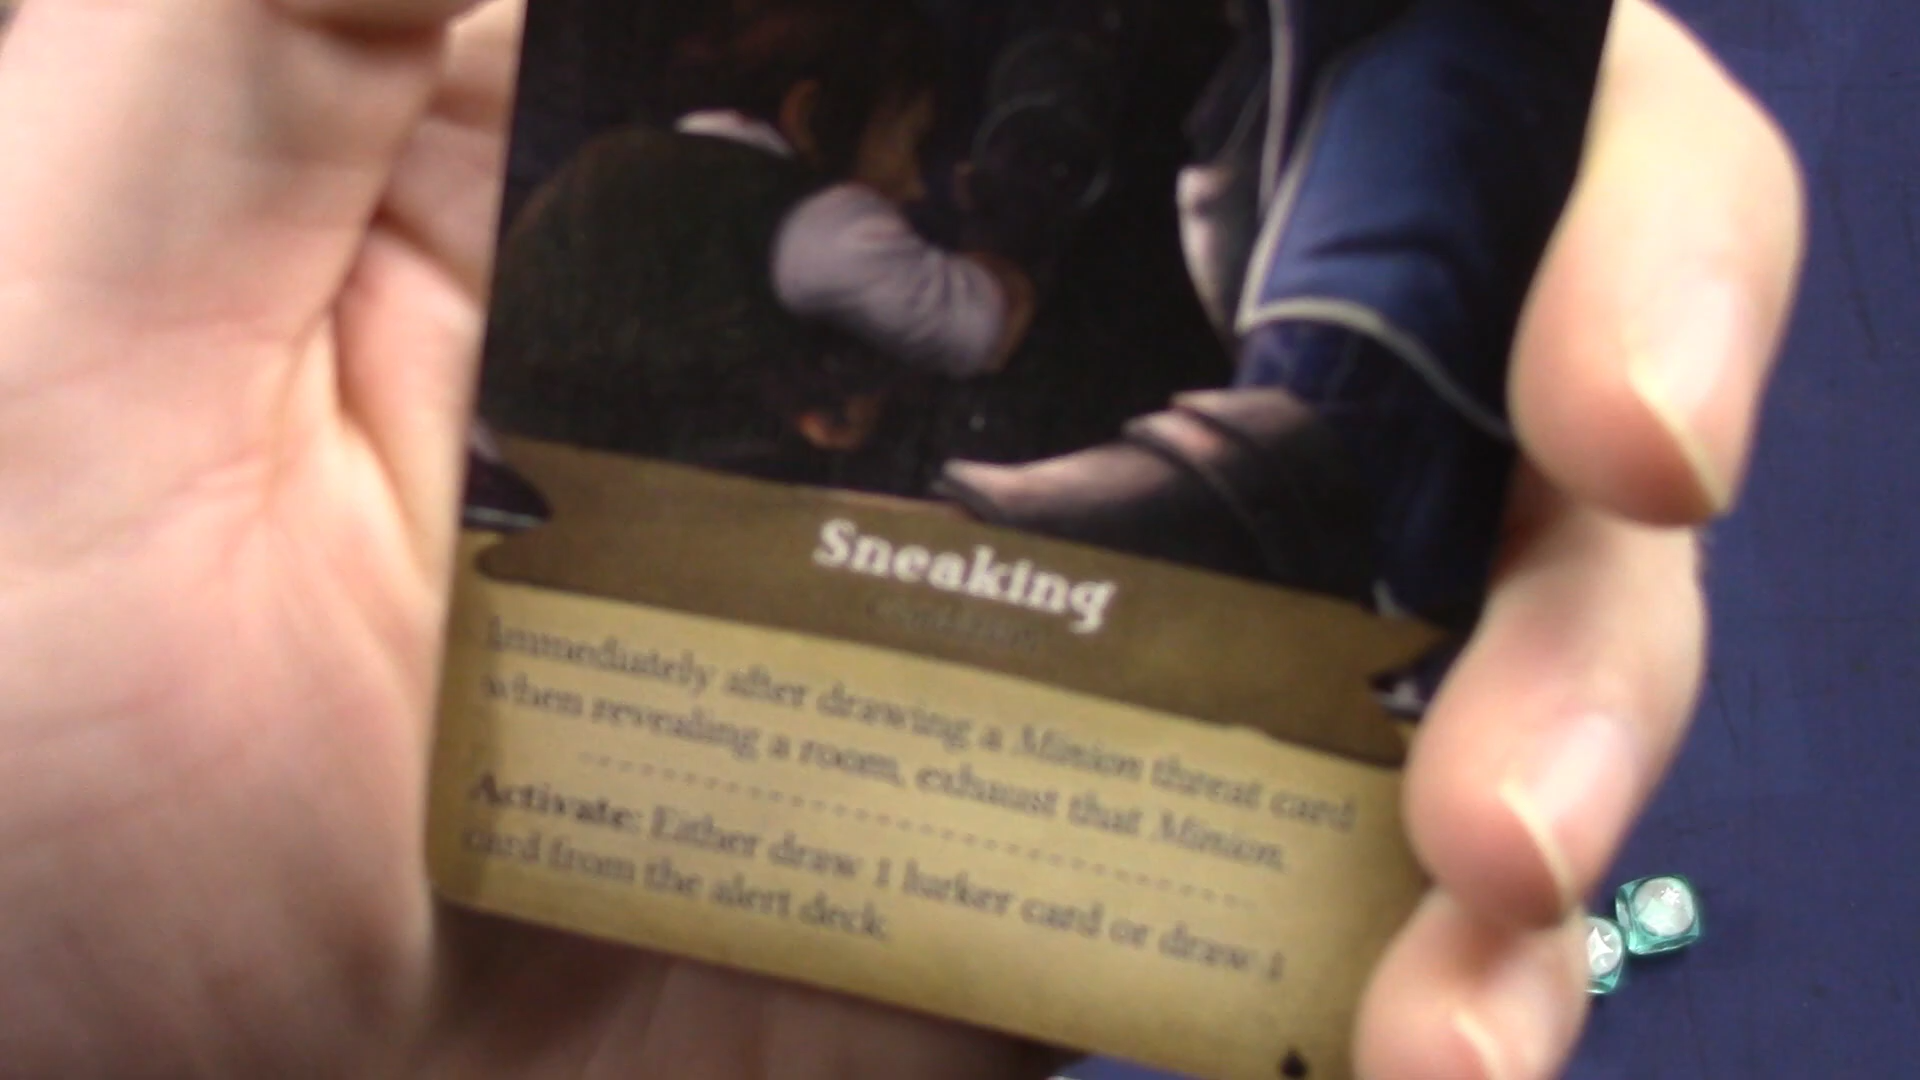 Sneaking
Immediately after drawing a Minion threat card
when revealing a room, exhaust that Minion.
Activate: Either draw 1 lurker card or draw 1
card from the alert deck.